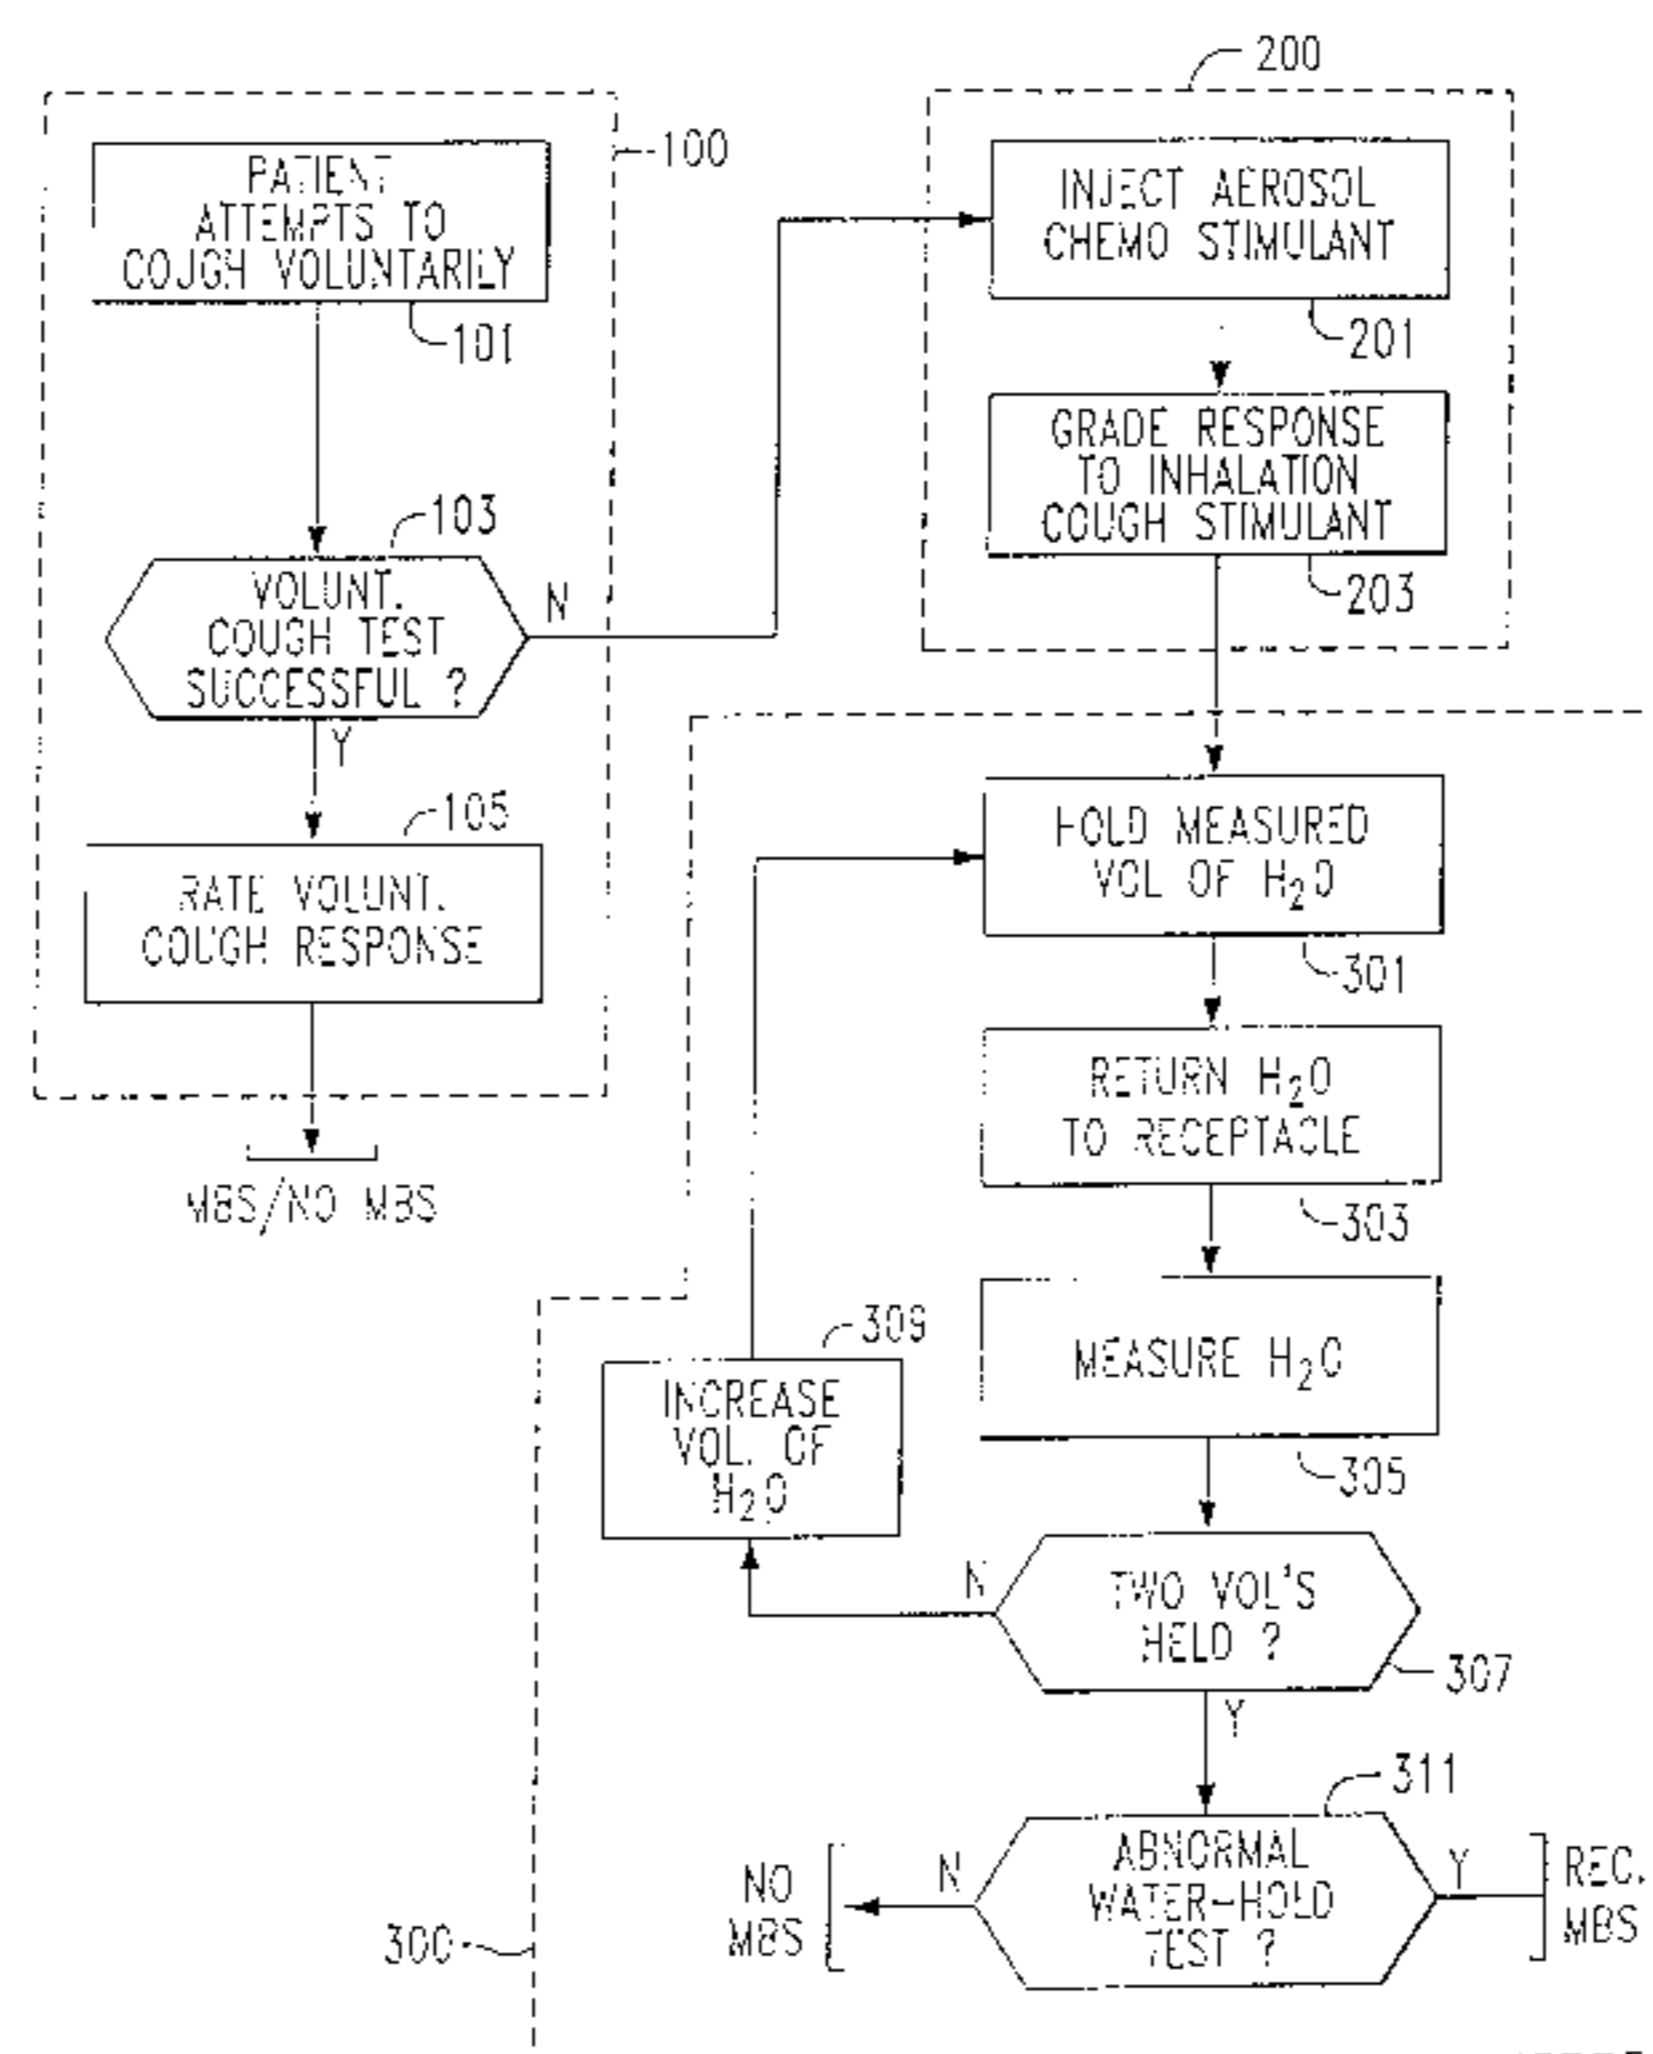 100
PATIENT
ATTEMPTS TO
COUGH VOLUNTARILY
101
103
VOLUNT.
COUGH TEST
SUCCESSFUL ?
N
Y
105
RATE VOLUNT.
COUGH RESPONSE
MBS/NO MBS
200
INJECT AEROSOL
CHEMO STIMULANT
201
GRADE RESPONSE
TO INHALATION
COUGH STIMULANT
203
HOLD MEASURED
VOL OF H₂O
301
RETURN H₂O
TO RECEPTACLE
303
MEASURE H₂O
305
309
INCREASE
VOL. OF
H₂O
N
TWO VOL'S
HELD ?
307
Y
311
ABNORMAL
WATER-HOLD
TEST ?
N
NO
MBS
Y
REC.
MBS
300